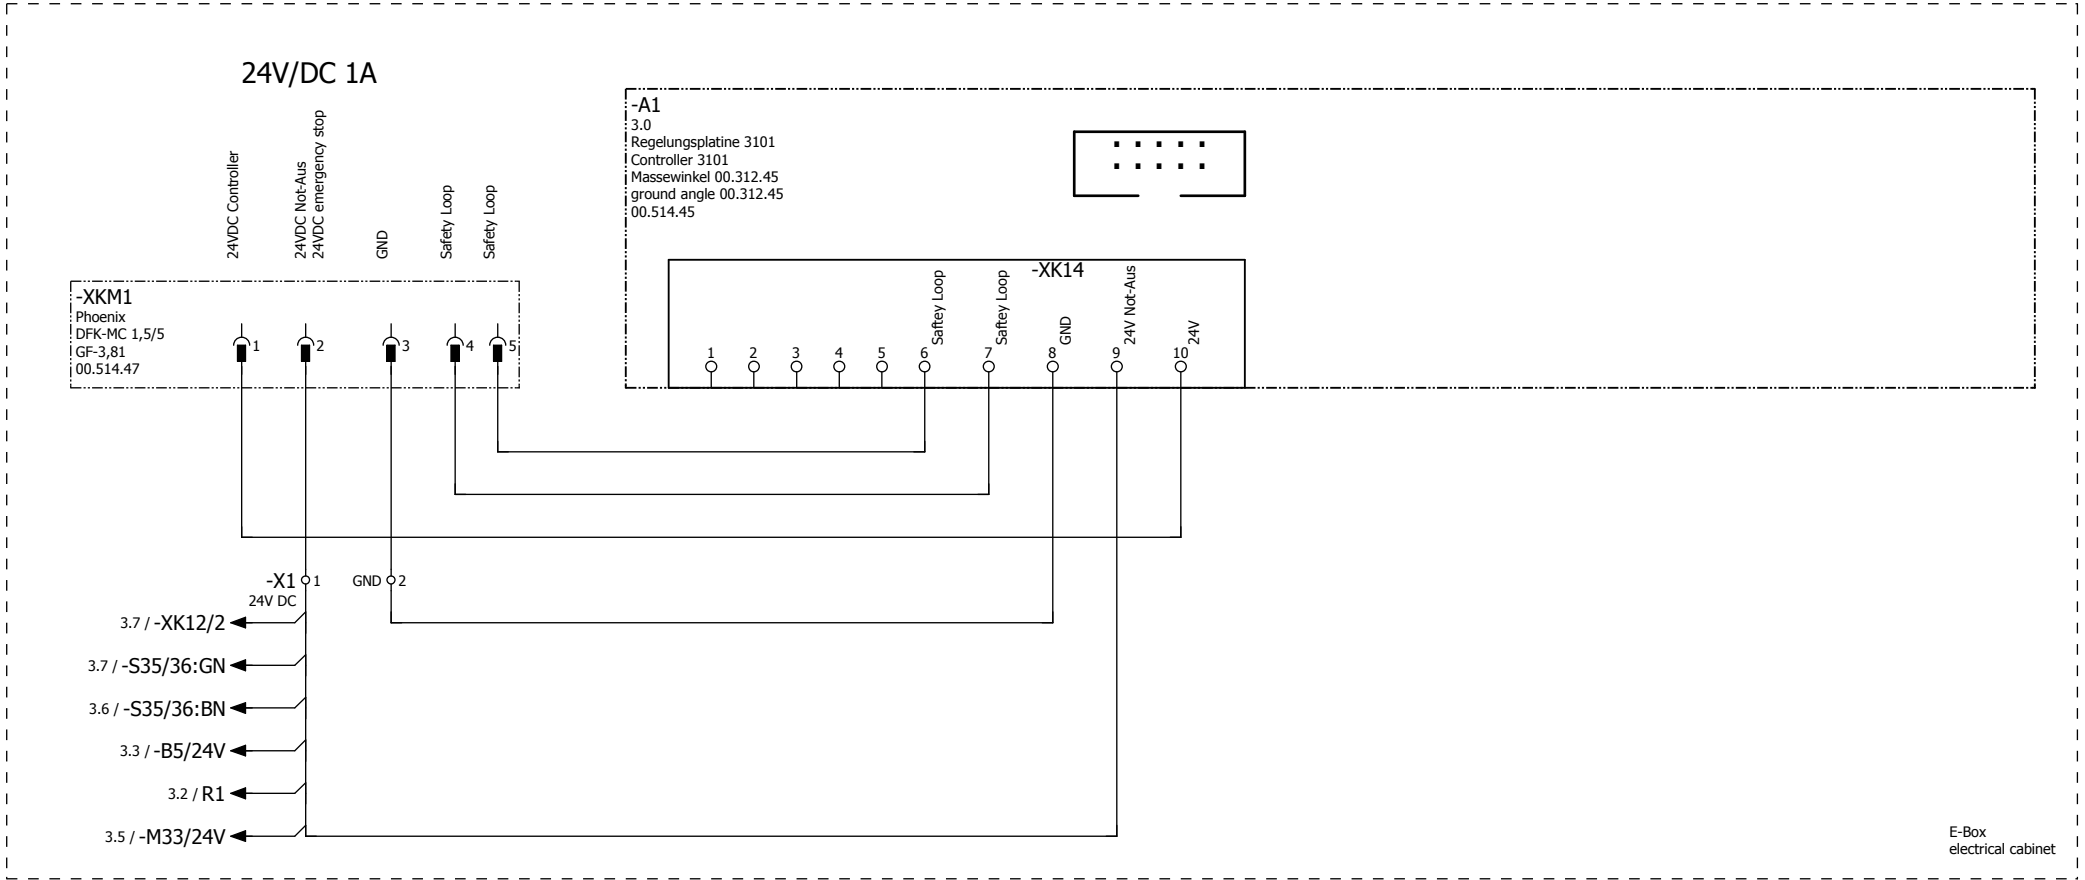 24V/DC 1A
24VDC Controller
24VDC Not-Aus
24VDC emergency stop
GND
Safety Loop
Safety Loop
-XKM1
Phoenix
DFK-MC 1,5/5
GF-3,81
00.514.47
1
2
3
4
5
-A1
3.0
Regelungsplatine 3101
Controller 3101
Massewinkel 00.312.45
ground angle 00.312.45
00.514.45
-XK14
Saftey Loop
Saftey Loop
GND
24V Not-Aus
24V
1
2
3
4
5
6
7
8
9
10
-X1
1
24V DC
GND
2
3.7 / -XK12/2
3.7 / -S35/36:GN
3.6 / -S35/36:BN
3.3 / -B5/24V
3.2 / R1
3.5 / -M33/24V
E-Box
electrical cabinet